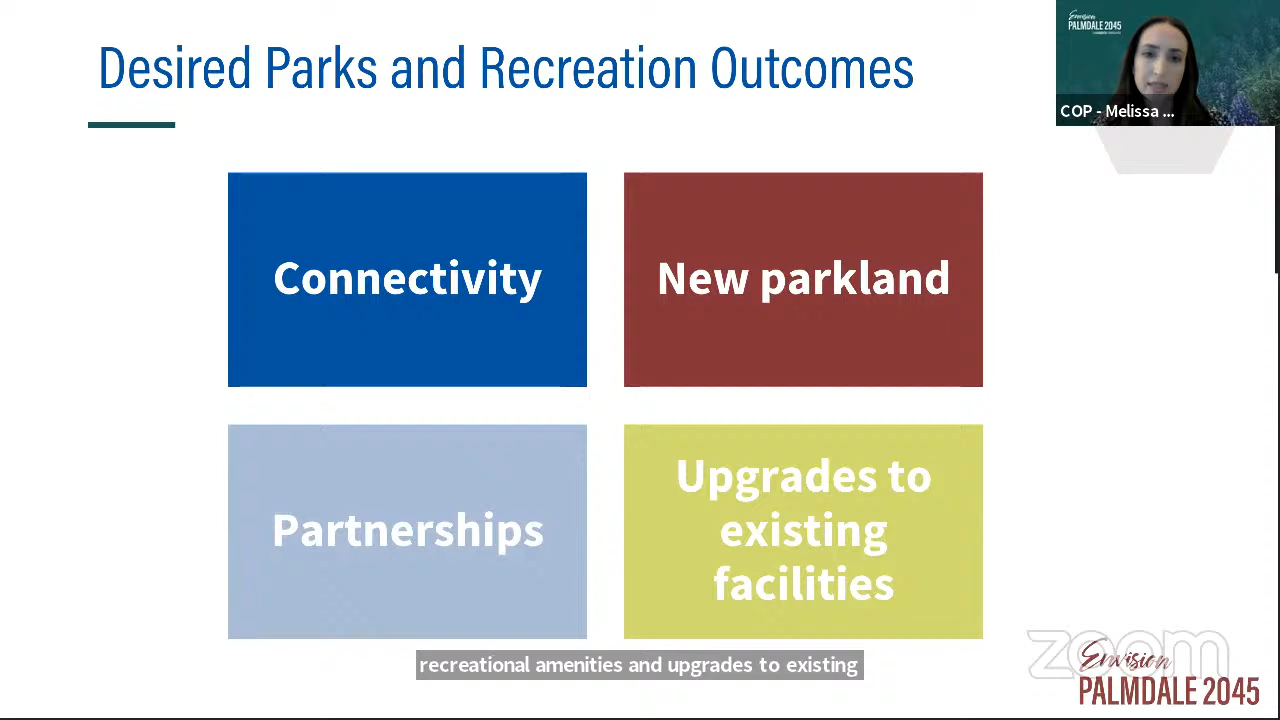 Desired Parks and Recreation Outcomes
Envision
PALMDALE 2045
COP - Melissa ...
Connectivity
New parkland
Partnerships
Upgrades to
existing
facilities
recreational amenities and upgrades to existing
zoom
Envision
PALMDALE 2045